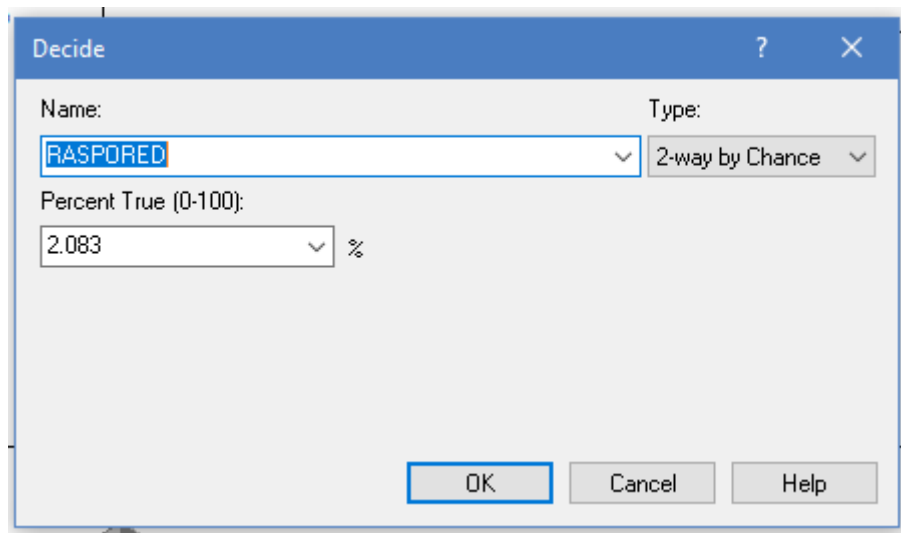 Decide ?
Name: Type:
RASPORED 2-way by Chance
Percent True (0-100):
2.083 %
OK Cancel Help